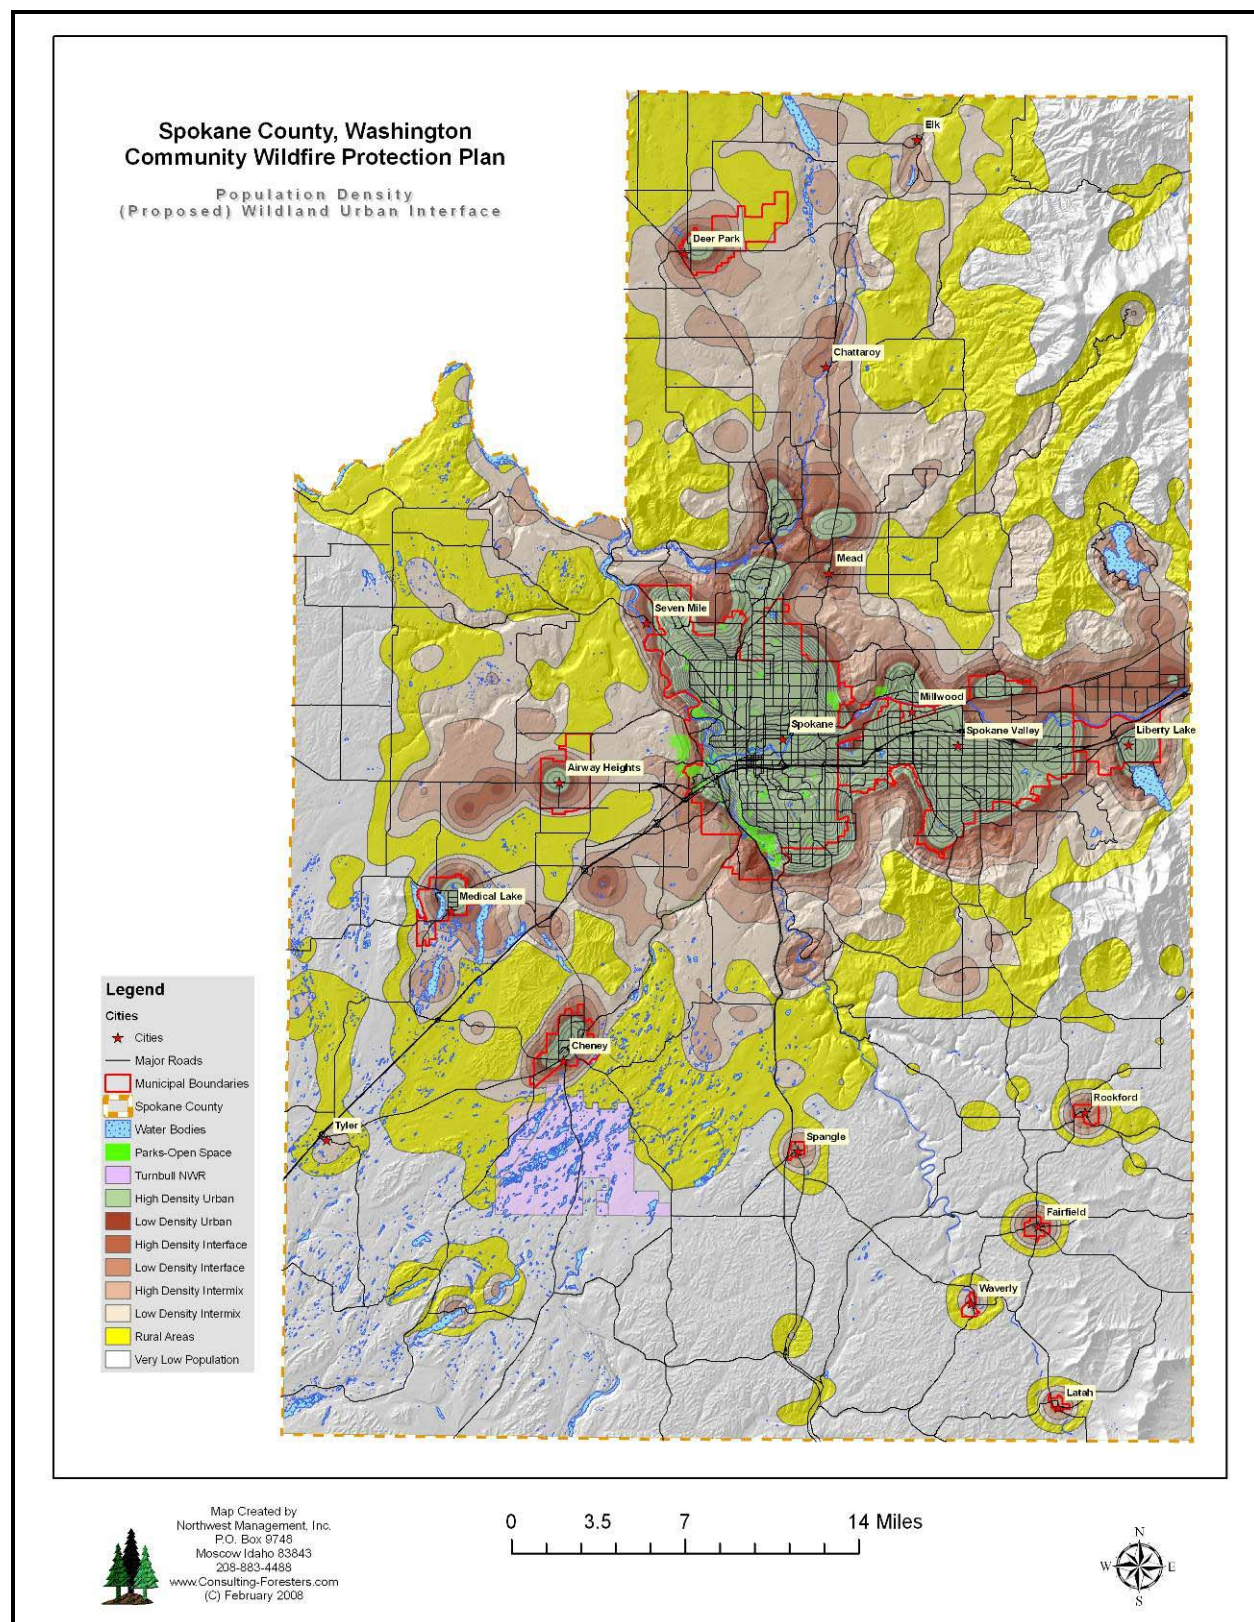 Spokane County, Washington
Community Wildfire Protection Plan
Population Density
(Proposed) Wildland Urban Interface
Elk
Deer Park
Chattaroy
Mead
Seven Mile
Millwood
Spokane
Spokane Valley
Liberty Lake
Airway Heights
Medical Lake
Cheney
Rockford
Tyler
Spangle
Fairfield
Waverly
Latah
Legend
Cities
Cities
Major Roads
Municipal Boundaries
Spokane County
Water Bodies
Parks-Open Space
Turnbull NWR
High Density Urban
Low Density Urban
High Density Interface
Low Density Interface
High Density Intermix
Low Density Intermix
Rural Areas
Very Low Population
Map Created by
Northwest Management, Inc.
P.O. Box 9748
Moscow Idaho 83843
208-883-4488
www.Consulting-Foresters.com
(C) February 2008
0 3.5 7 14 Miles
N
W E
S